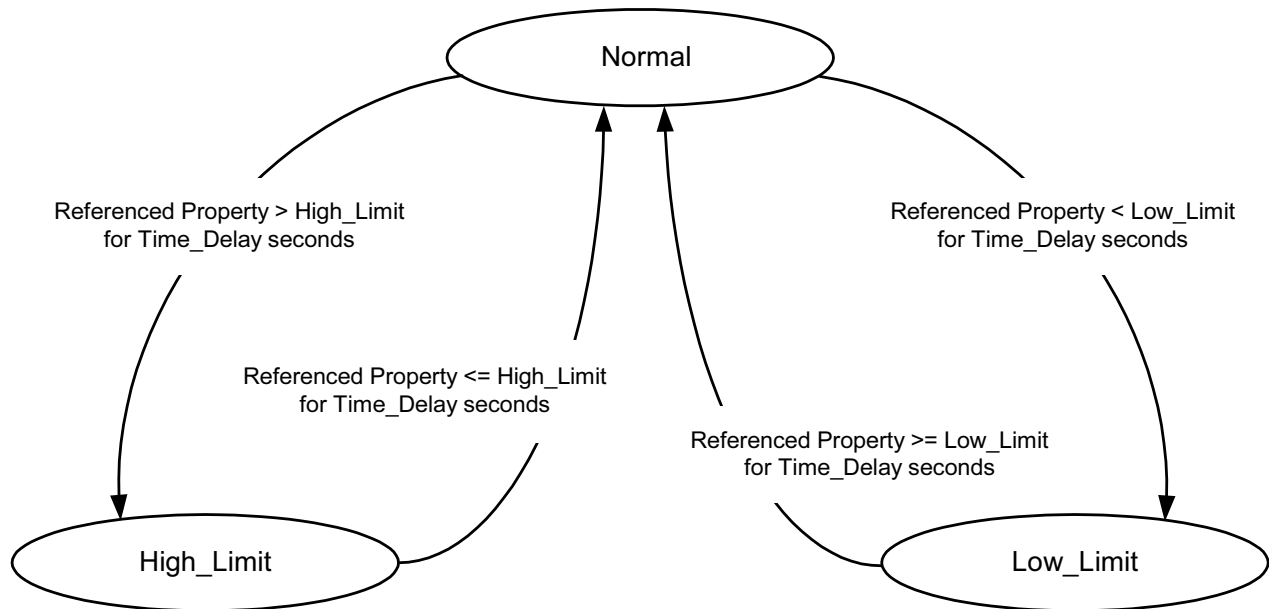 Normal
Referenced Property > High_Limit
for Time_Delay seconds
Referenced Property < Low_Limit
for Time_Delay seconds
Referenced Property <= High_Limit
for Time_Delay seconds
Referenced Property >= Low_Limit
for Time_Delay seconds
High_Limit
Low_Limit